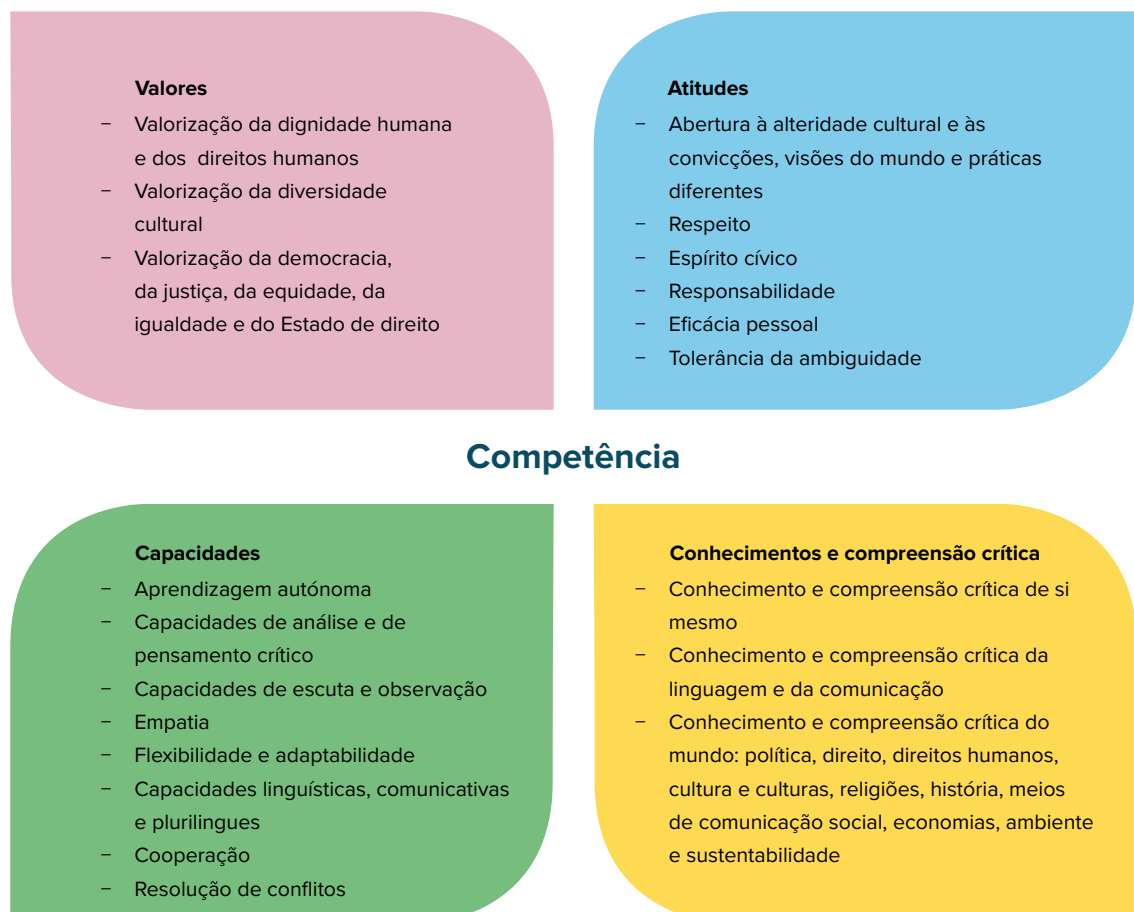 Valores
– Valorização da dignidade humana
e dos  direitos humanos
– Valorização da diversidade
cultural
– Valorização da democracia,
da justiça, da equidade, da
igualdade e do Estado de direito
Atitudes
– Abertura à alteridade cultural e às
convicções, visões do mundo e práticas
diferentes
– Respeito
– Espírito cívico
– Responsabilidade
– Eficácia pessoal
– Tolerância da ambiguidade
Competência
Capacidades
– Aprendizagem autónoma
– Capacidades de análise e de
pensamento crítico
– Capacidades de escuta e observação
– Empatia
– Flexibilidade e adaptabilidade
– Capacidades linguísticas, comunicativas
e plurilingues
– Cooperação
– Resolução de conflitos
Conhecimentos e compreensão crítica
– Conhecimento e compreensão crítica de si
mesmo
– Conhecimento e compreensão crítica da
linguagem e da comunicação
– Conhecimento e compreensão crítica do
mundo: política, direito, direitos humanos,
cultura e culturas, religiões, história, meios
de comunicação social, economias, ambiente
e sustentabilidade